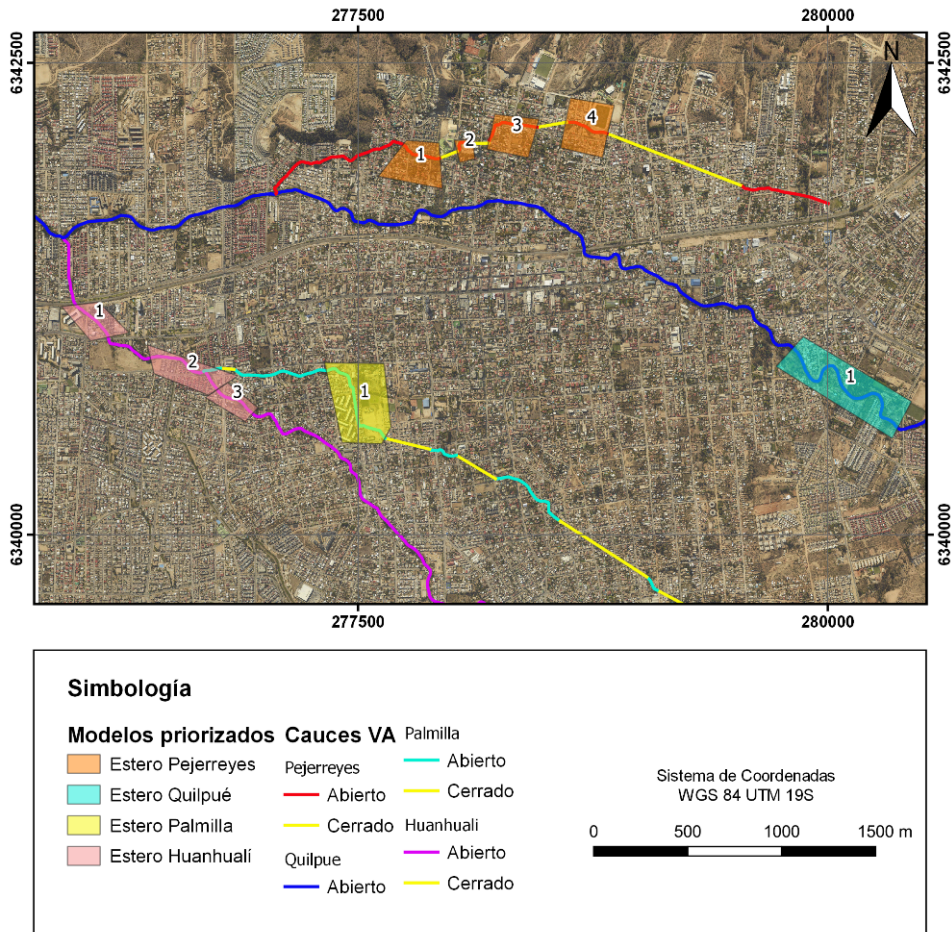 277500
280000
6342500
6342500
N
4
3
2
1
1
2
3
1
1
6340000
6340000
277500
280000
Simbología
Modelos priorizados
Estero Pejerreyes
Estero Quilpué
Estero Palmilla
Estero Huanhualí
Cauces VA
Pejerreyes
Abierto
Cerrado
Quilpue
Abierto
Palmilla
Abierto
Cerrado
Huanhuali
Abierto
Cerrado
Sistema de Coordenadas
WGS 84 UTM 19S
0 500 1000 1500 m